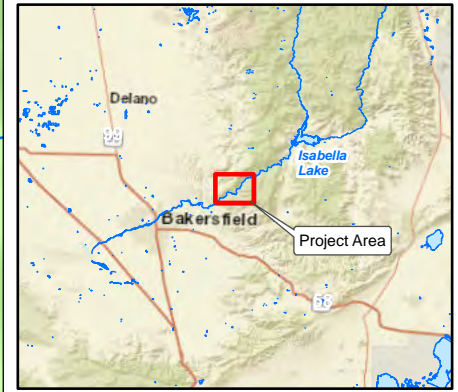 Delano
99
Isabella
Lake
Bakersfield
Project Area
58